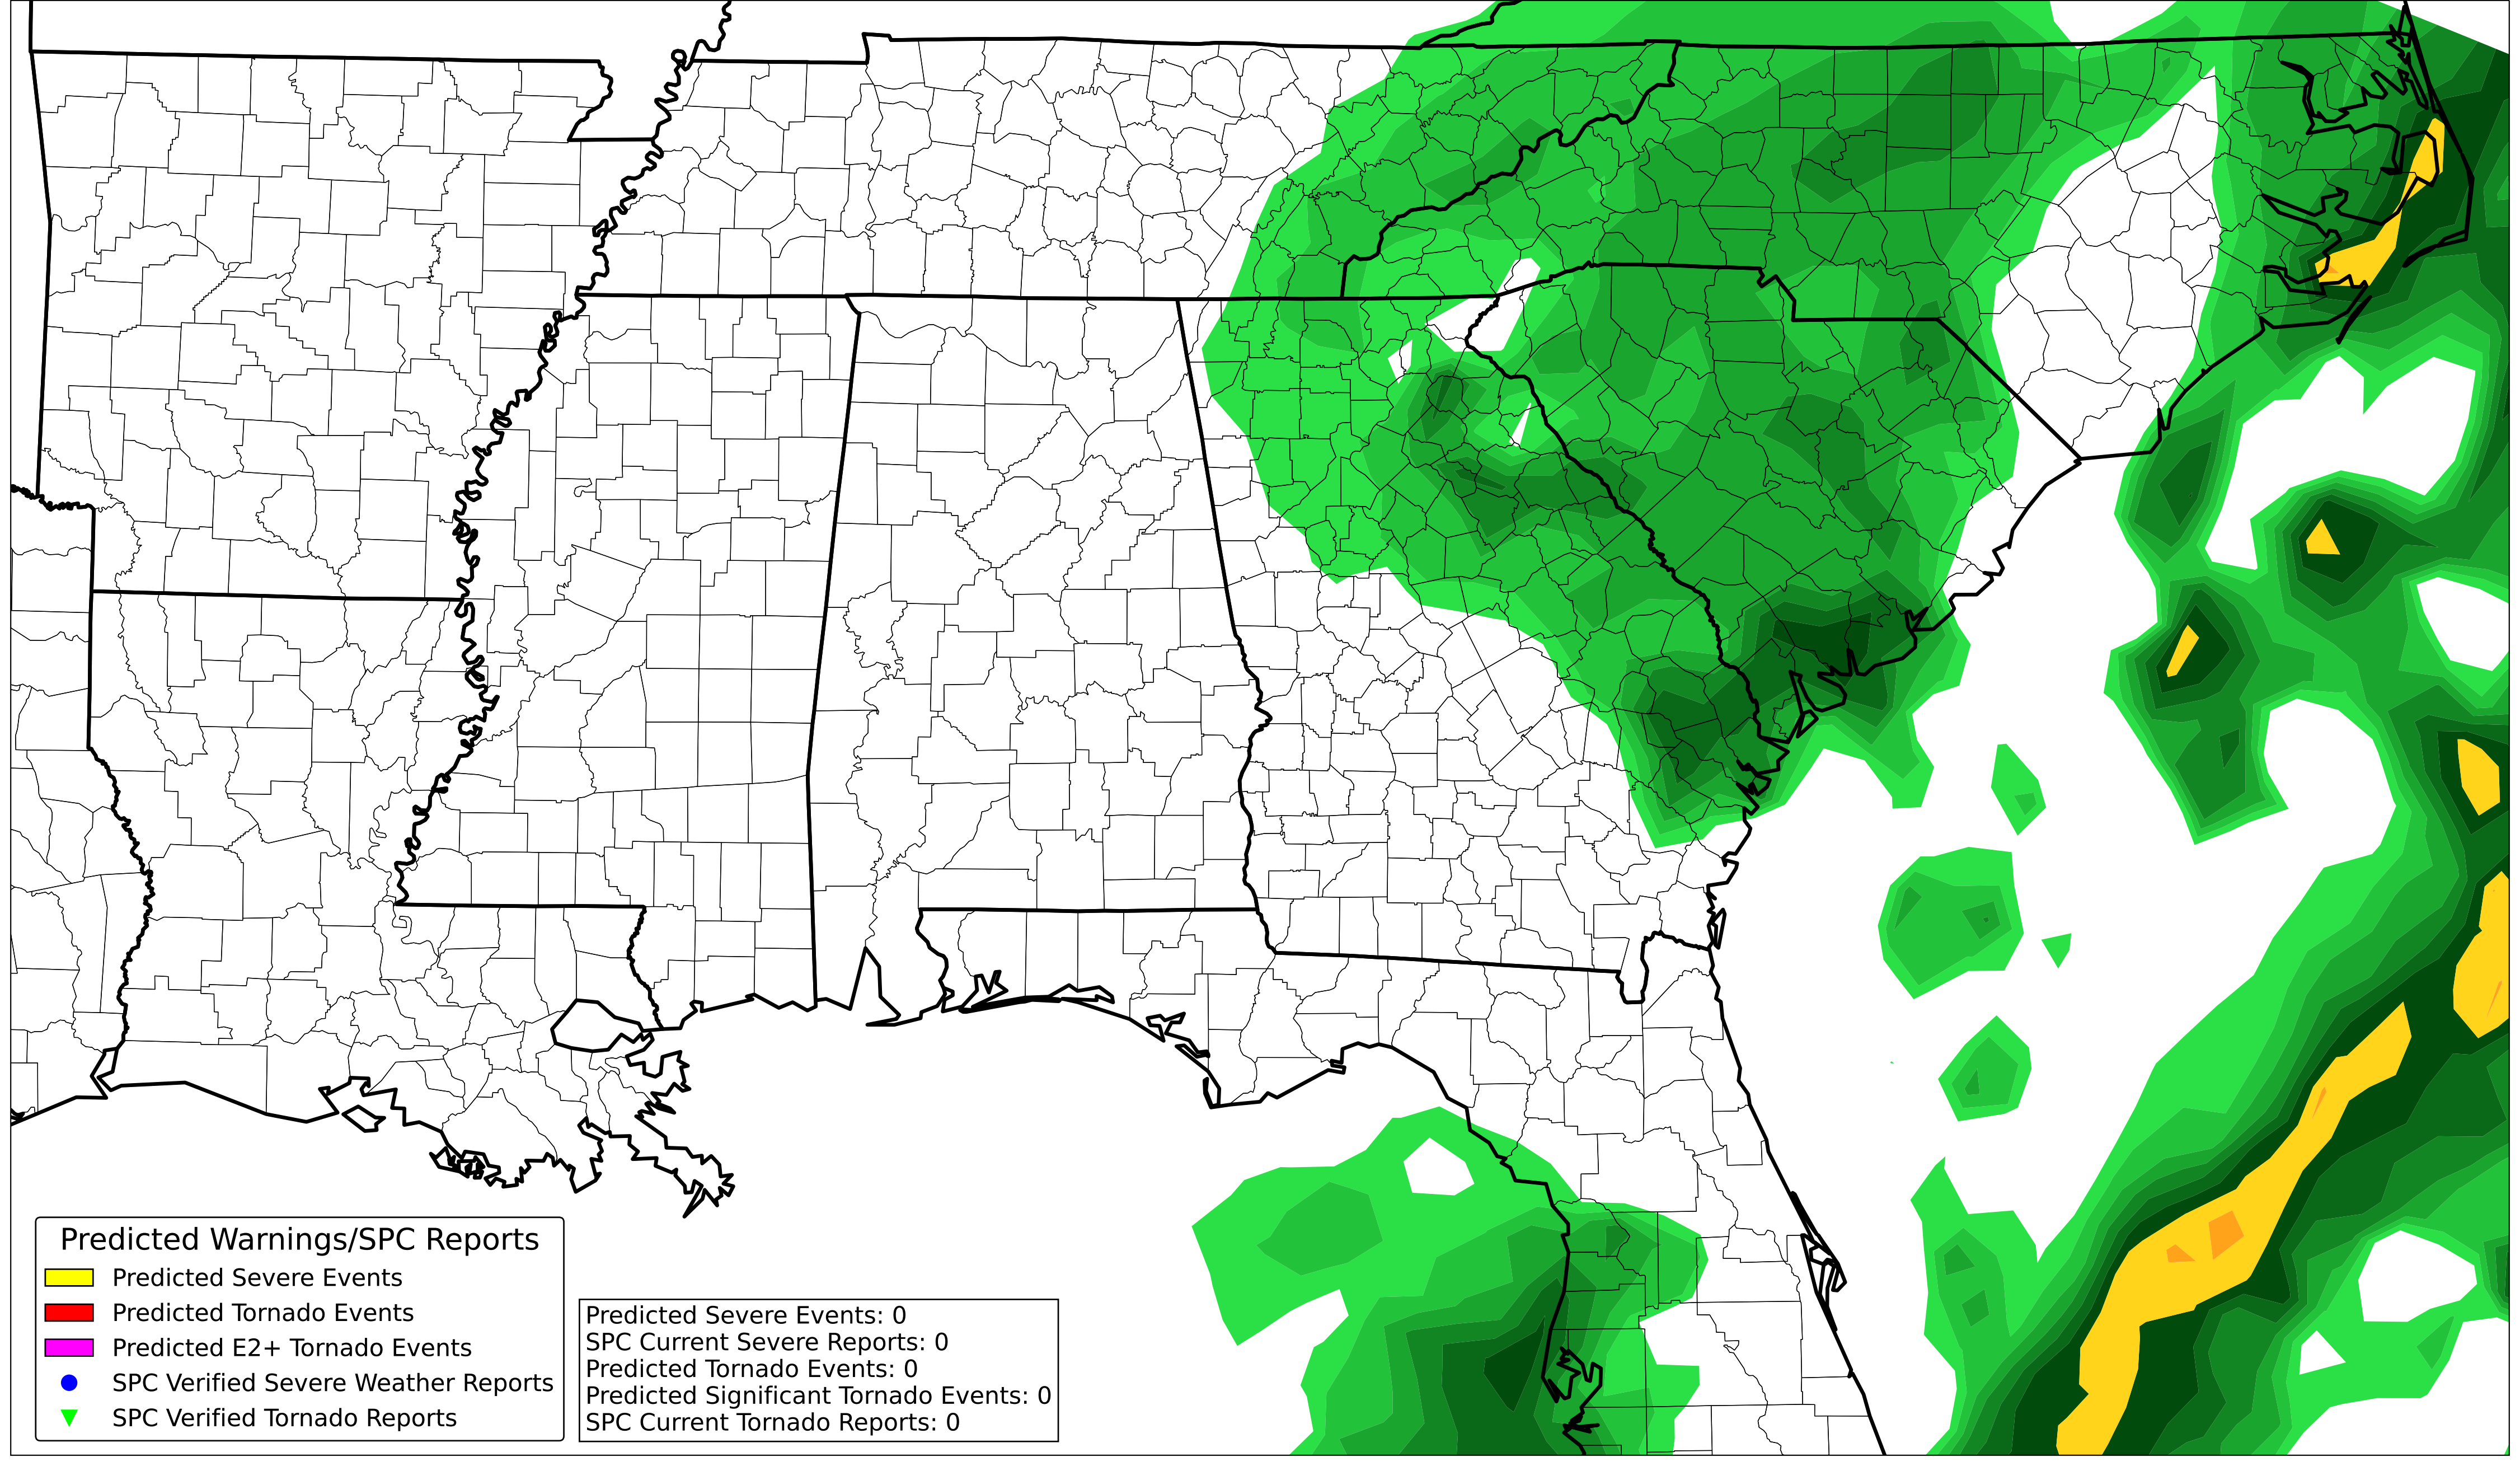 Predicted Warnings/SPC Reports
Predicted Severe Events
Predicted Tornado Events
Predicted E2+ Tornado Events
SPC Verified Severe Weather Reports
SPC Verified Tornado Reports
Predicted Severe Events: 0
SPC Current Severe Reports: 0
Predicted Tornado Events: 0
Predicted Significant Tornado Events: 0
SPC Current Tornado Reports: 0